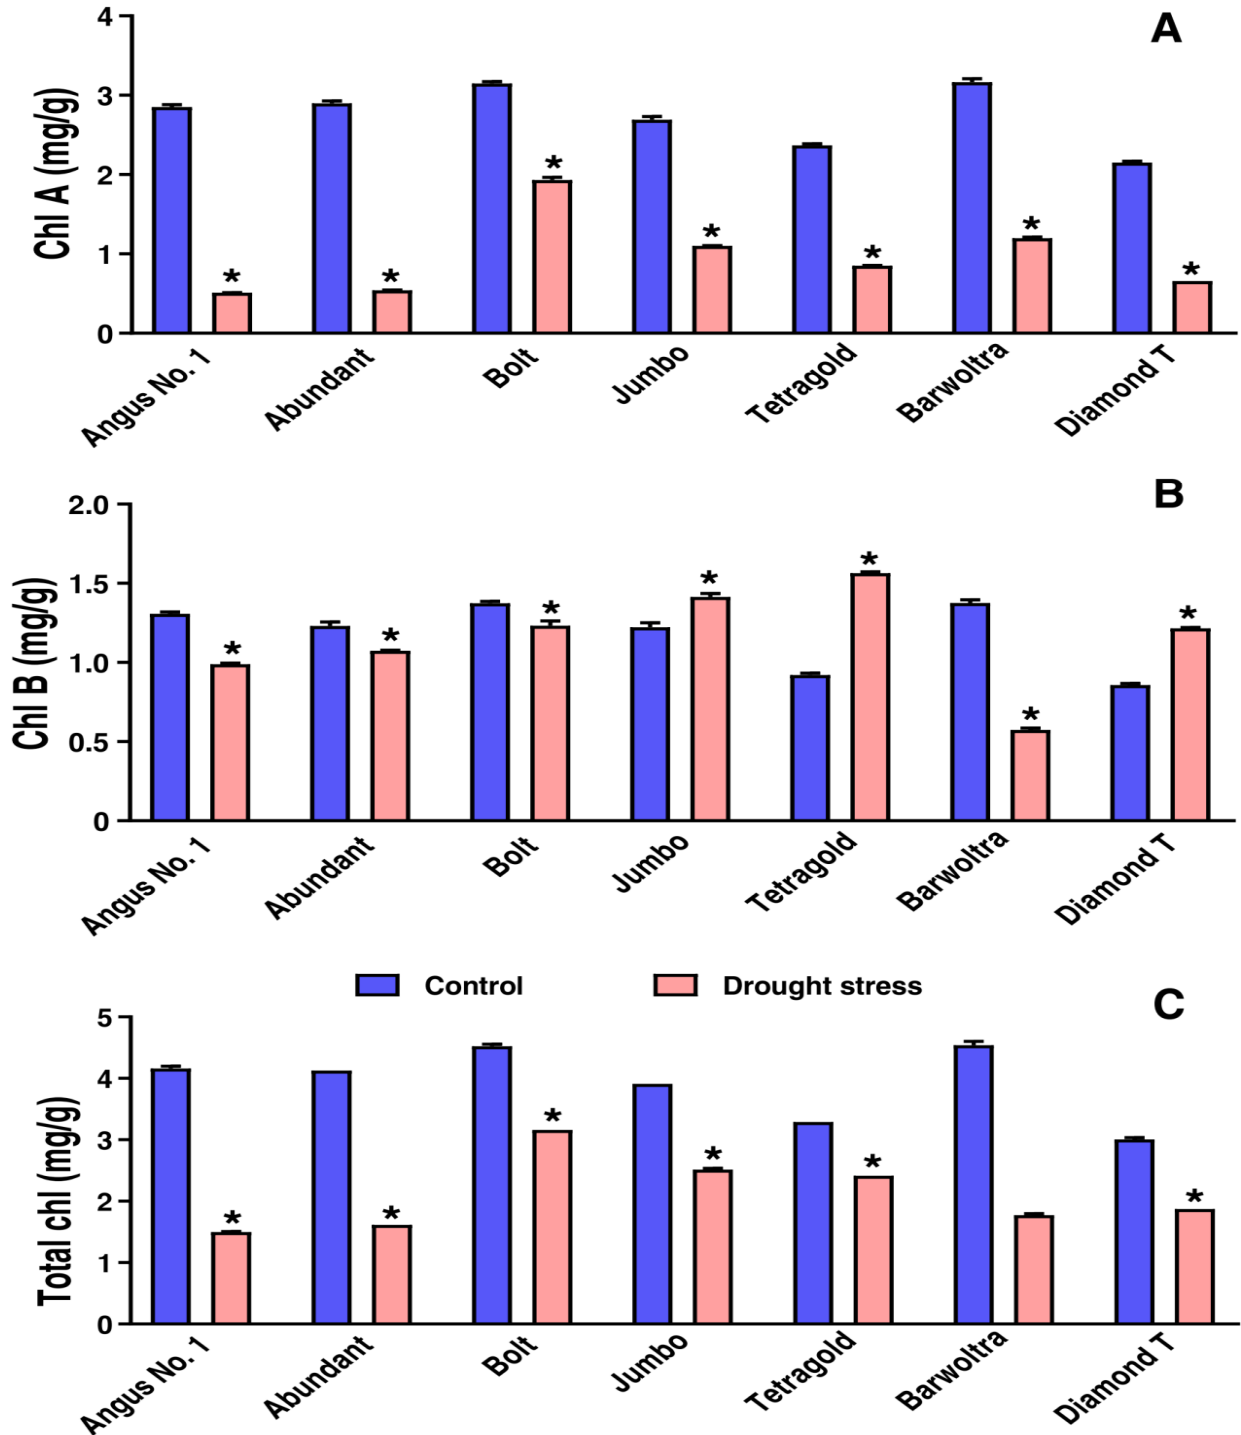 A
Chl A (mg/g)
4
3
2
1
0
* * * * * * *
Angus No. 1 Abundant Bolt Jumbo Tetragold Barwoltra Diamond T
B
Chl B (mg/g)
2.0
1.5
1.0
0.5
0
* * * * * * *
Angus No. 1 Abundant Bolt Jumbo Tetragold Barwoltra Diamond T
Control Drought stress
C
Total chl (mg/g)
5
4
3
2
1
0
* * * * * *
Angus No. 1 Abundant Bolt Jumbo Tetragold Barwoltra Diamond T